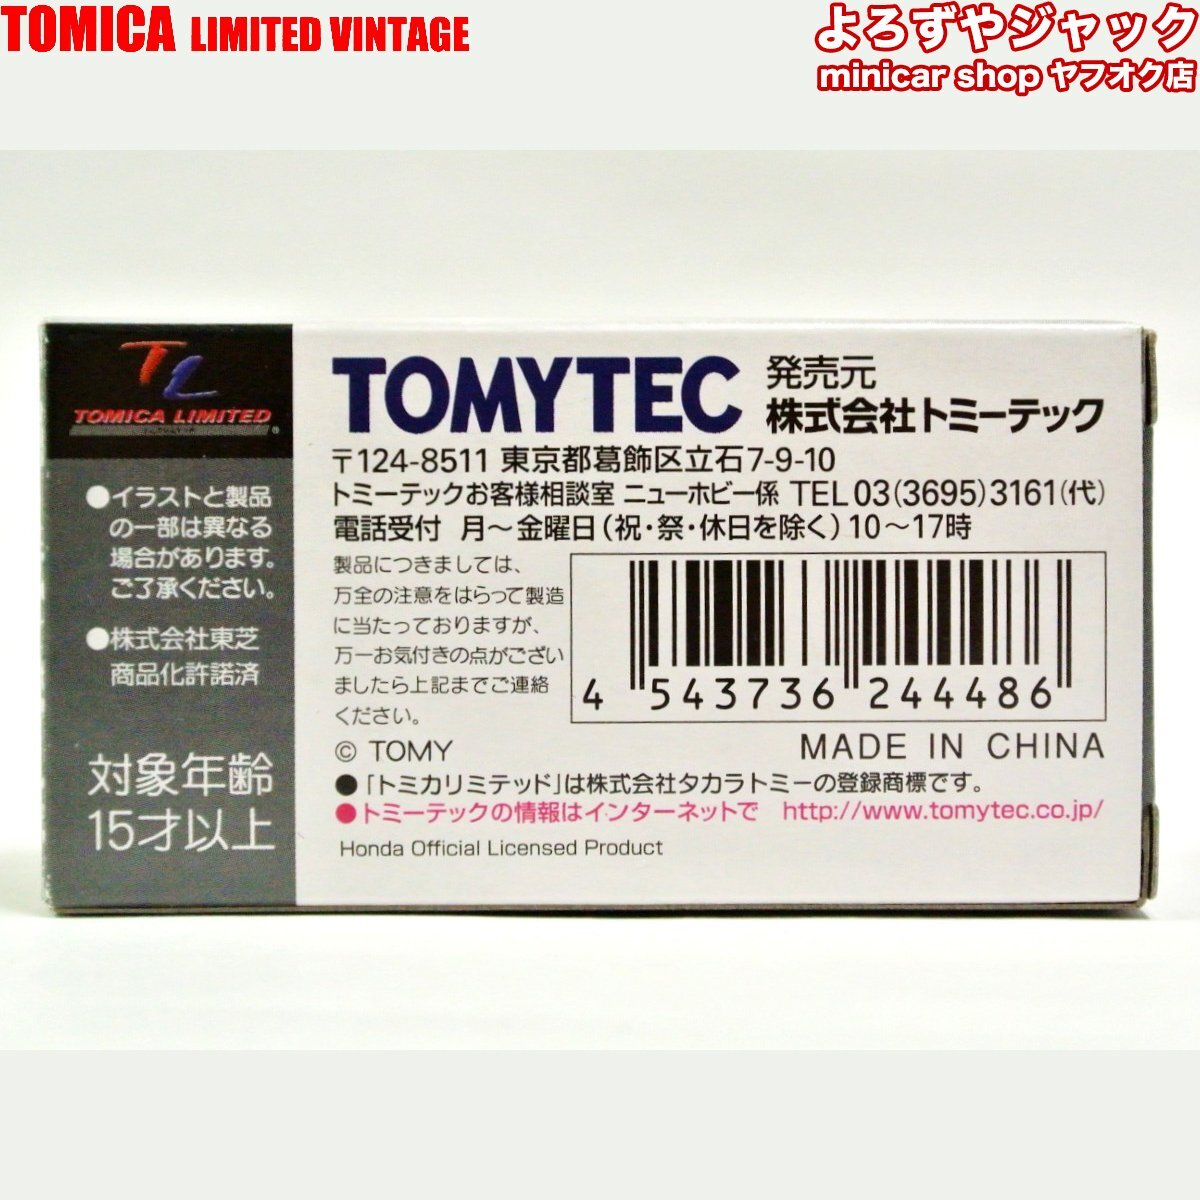 TOMICA LIMITED VINTAGE
よろずやジャック
minicar shop ヤフオク店
TL
TOMICA LIMITED
®
●イラストと製品
の一部は異なる
場合があります。
ご了承ください。
●株式会社東芝
商品化許諾済
対象年齢
15才以上
TOMYTEC
発売元
株式会社トミーテック
〒124-8511 東京都葛飾区立石7-9-10
トミーテックお客様相談室 ニューホビー係 TEL 03(3695)3161(代)
電話受付 月〜金曜日(祝・祭・休日を除く)10〜17時
製品につきましては、
万全の注意をはらって製造
に当たっておりますが、
万一お気付きの点がござい
ましたら上記までご連絡
ください。
4 543736 244486
© TOMY
MADE IN CHINA
●「トミカリミテッド」は株式会社タカラトミーの登録商標です。
●トミーテックの情報はインターネットで http://www.tomytec.co.jp/
Honda Official Licensed Product